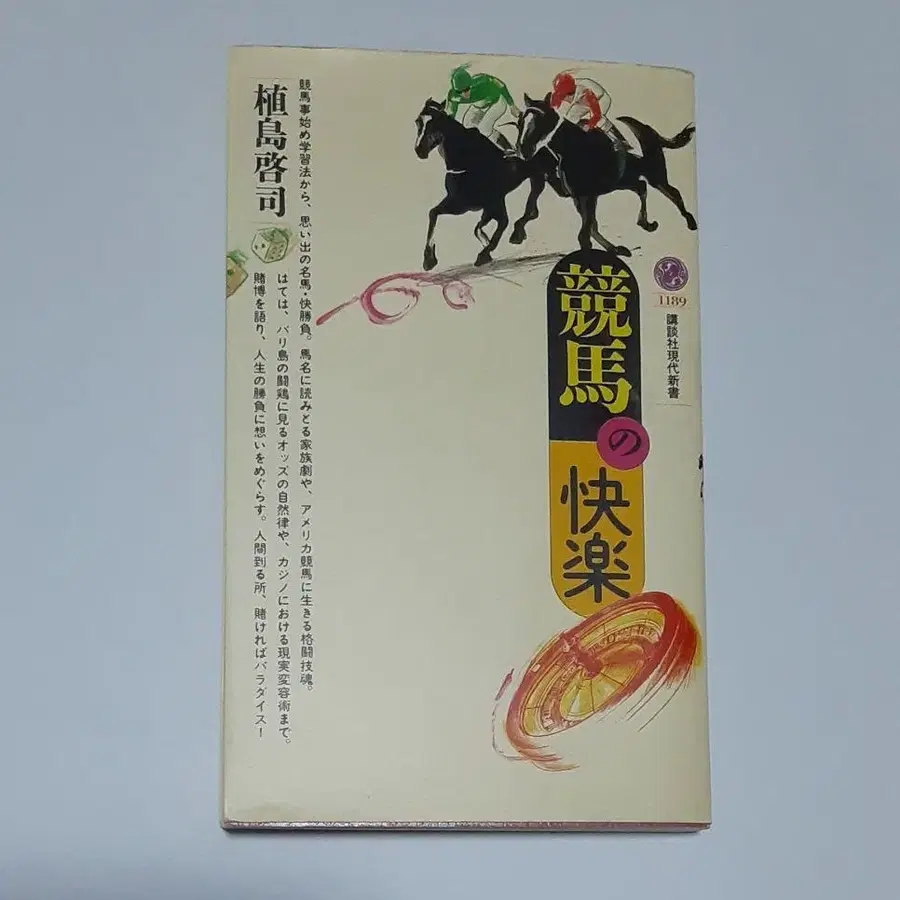 1189
講談社現代新書
競馬の快楽
植島啓司
競馬事始め学習法から、思い出の名馬・快勝負。馬名に読みとる家族劇や、アメリカ競馬に生きる格闘技魂。
はては、バリ島の闘鶏に見るオッズの自然律や、カジノにおける現実変容術まで。
賭博を語り、人生の勝負に想いをめぐらす。人間到る所、賭ければパラダイス！